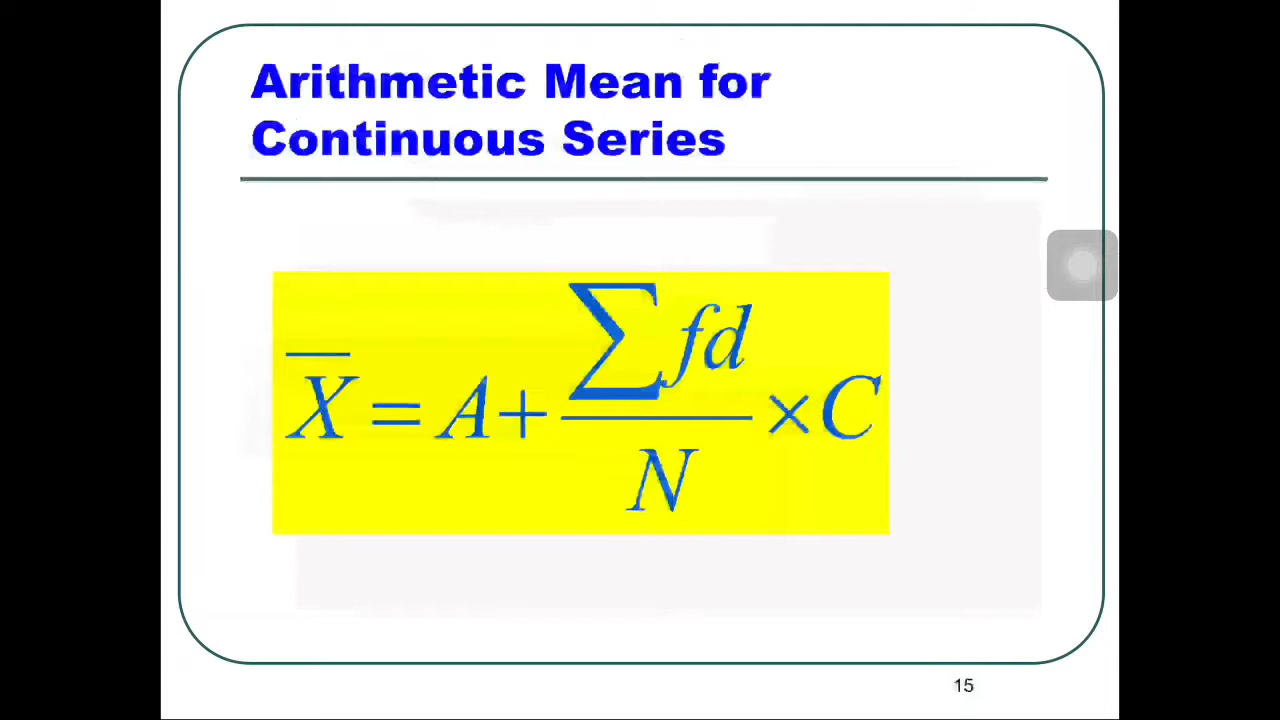 Arithmetic Mean for
Continuous Series
X̅ = A + ∑fd / N × C
15